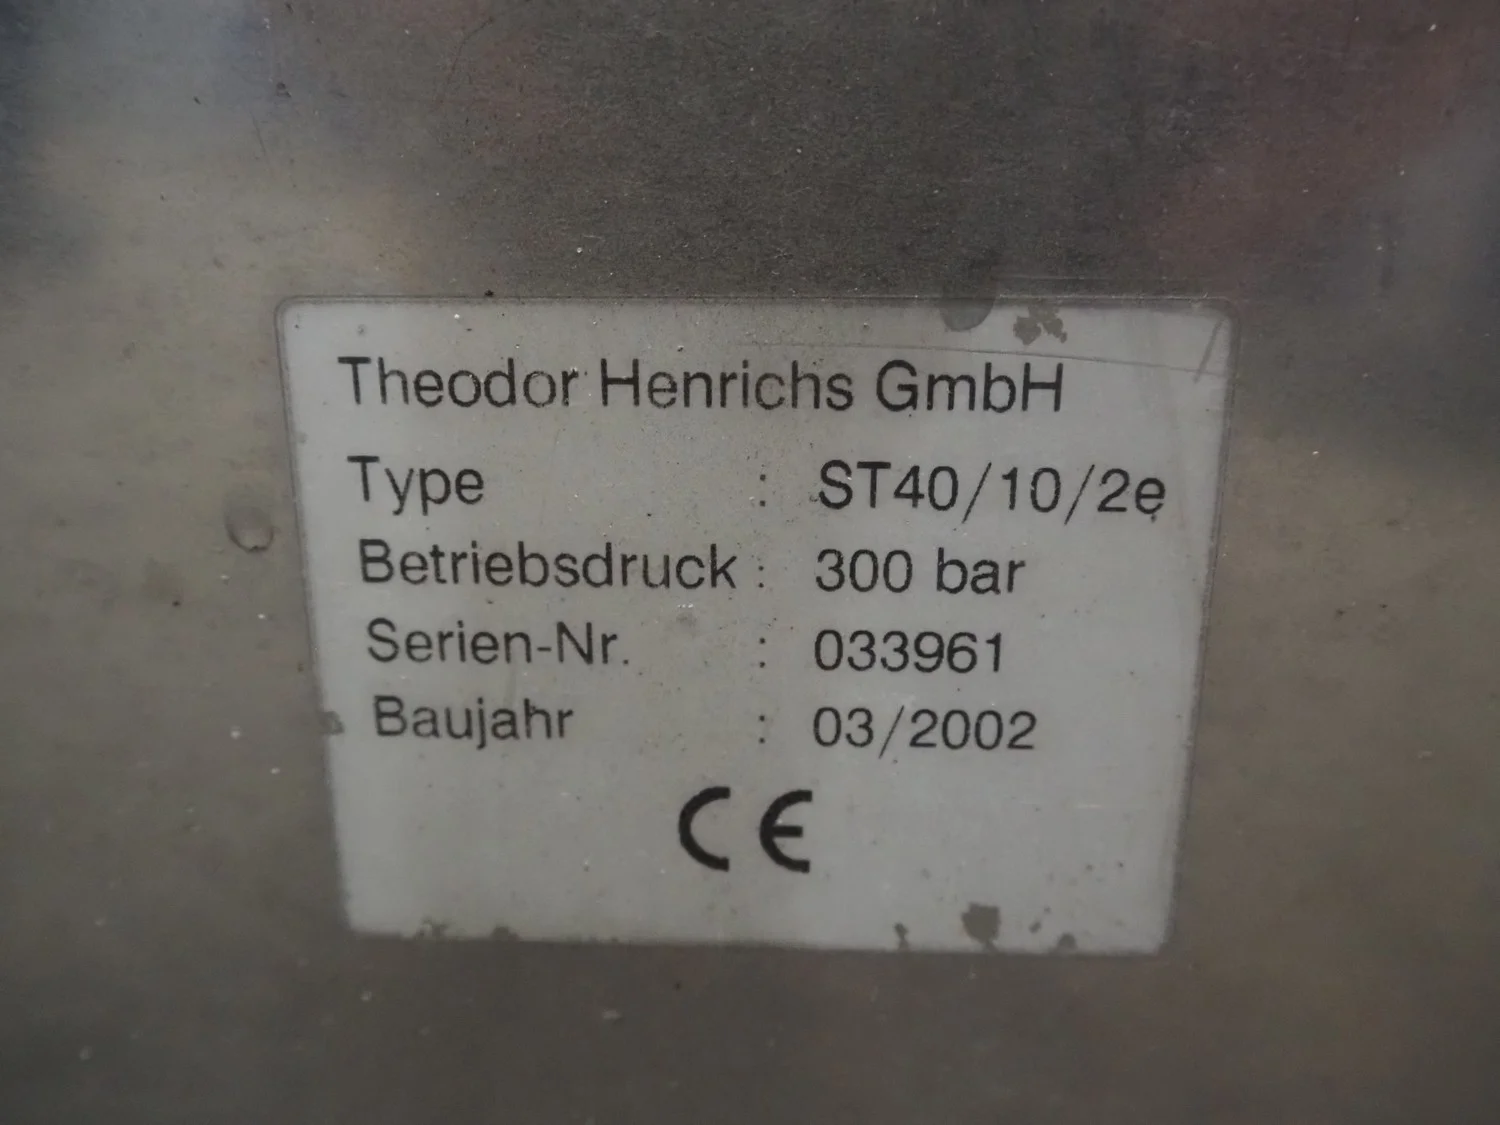 Theodor Henrichs GmbH
Type : ST40/10/2e
Betriebsdruck : 300 bar
Serien-Nr. : 033961
Baujahr : 03/2002
CE